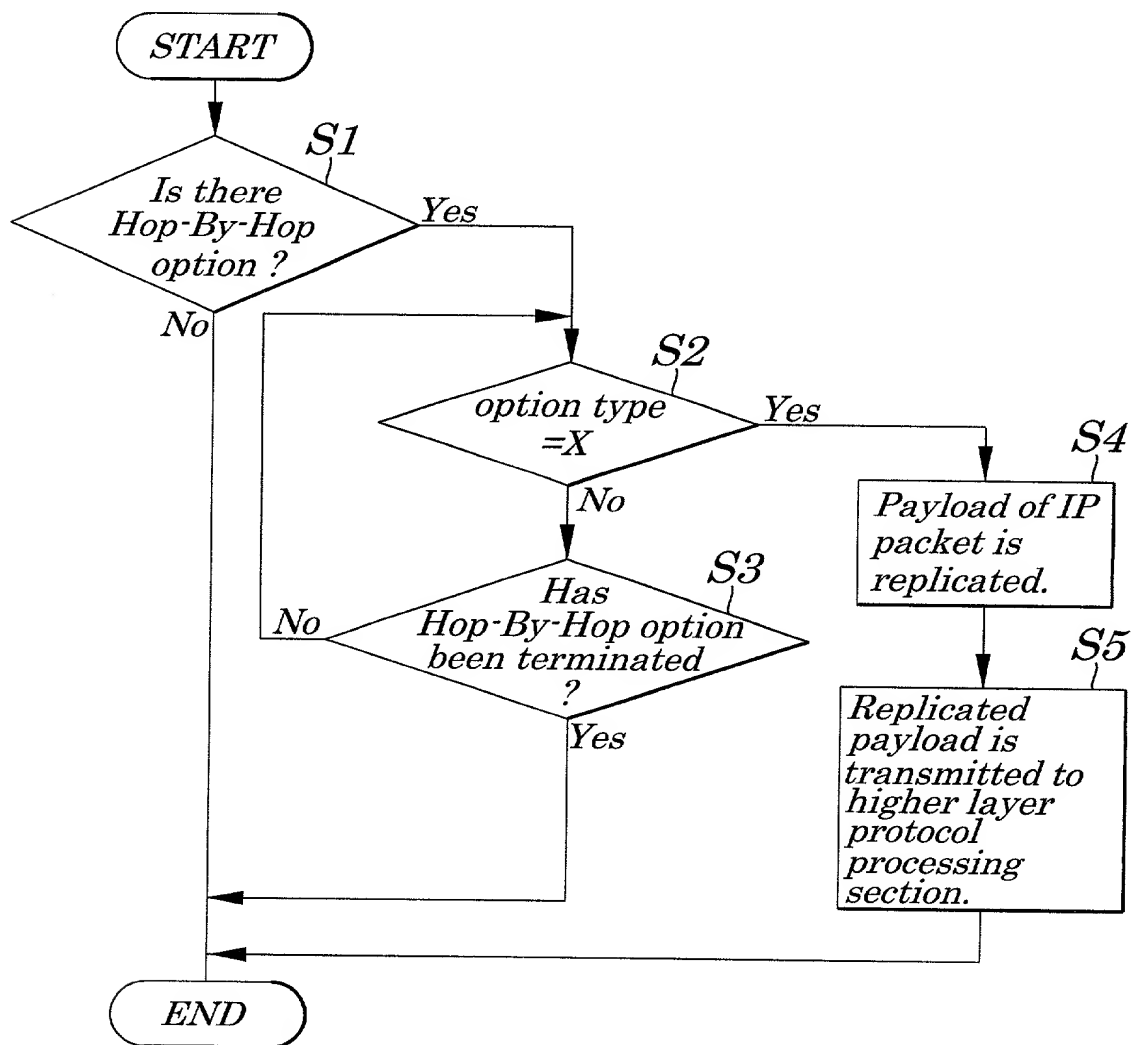 START
S1
Is there
Hop-By-Hop
option ?
Yes
No
S2
option type
=X
Yes
No
S3
Has
Hop-By-Hop option
been terminated
?
No
Yes
S4
Payload of IP
packet is
replicated.
S5
Replicated
payload is
transmitted to
higher layer
protocol
processing
section.
END